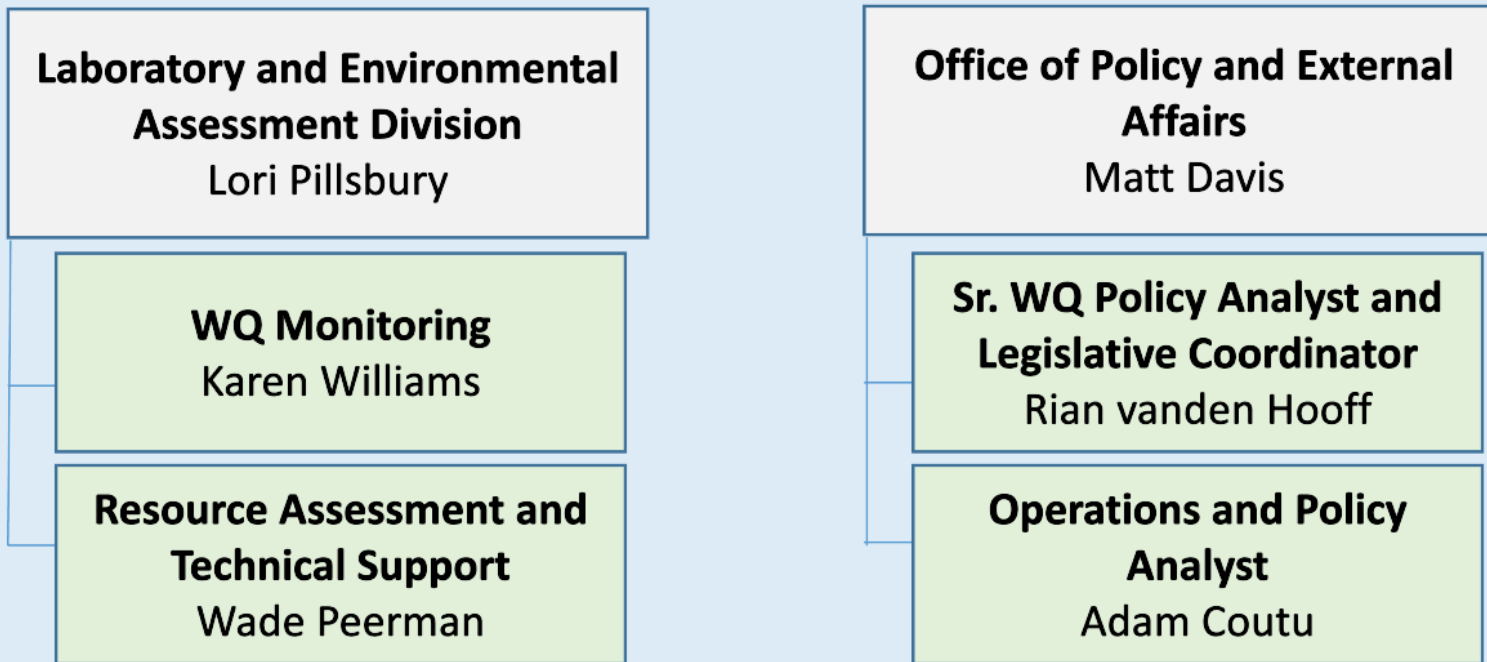 Laboratory and Environmental
Assessment Division
Lori Pillsbury
WQ Monitoring
Karen Williams
Resource Assessment and
Technical Support
Wade Peerman
Office of Policy and External
Affairs
Matt Davis
Sr. WQ Policy Analyst and
Legislative Coordinator
Rian vanden Hooff
Operations and Policy
Analyst
Adam Coutu